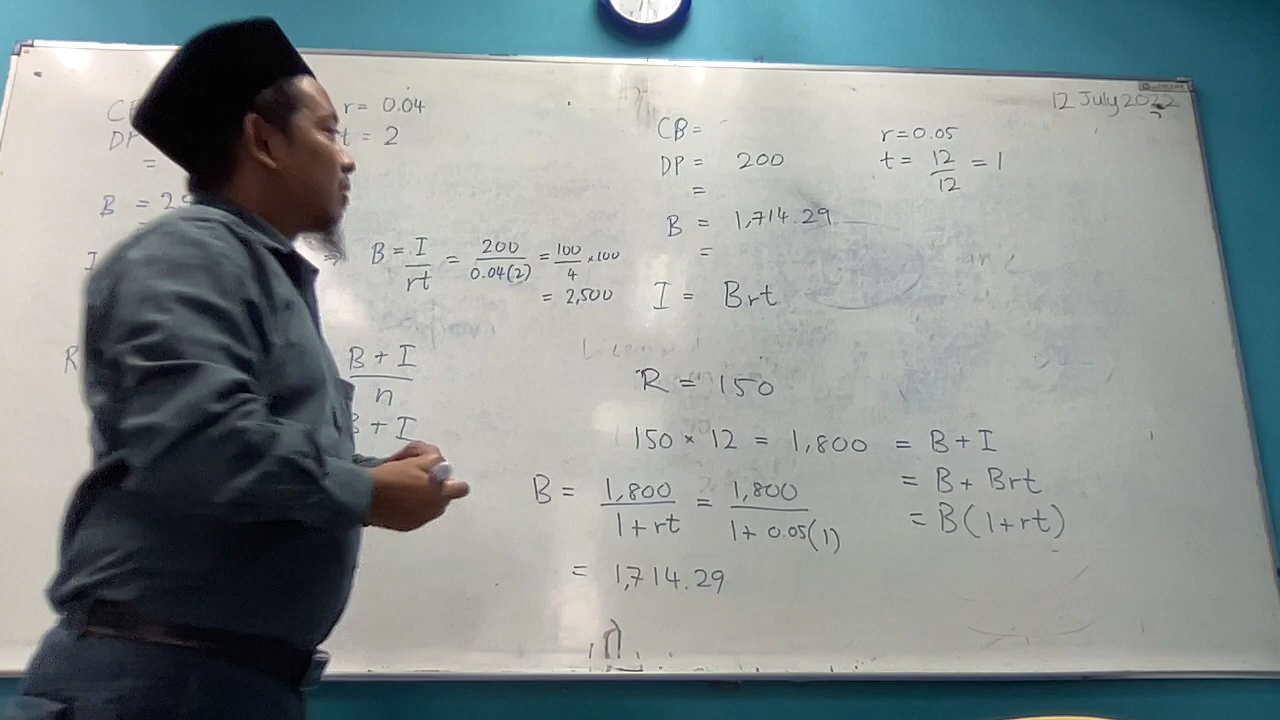 12 July 2022
r = 0.04
DP
t = 2
=
B = 2
I
⇒ B = I/rt = 200/0.04(2) = 100/4 × 100
= 2,500
R
B + I / n
B + I
CB =
r = 0.05
DP = 200
t = 12/12 = 1
=
B = 1,714.29
=
I = Brt
R = 150
150 × 12 = 1,800 = B + I
= B + Brt
= B(1+rt)
B = 1,800/1+rt = 1,800/1+0.05(1)
= 1,714.29